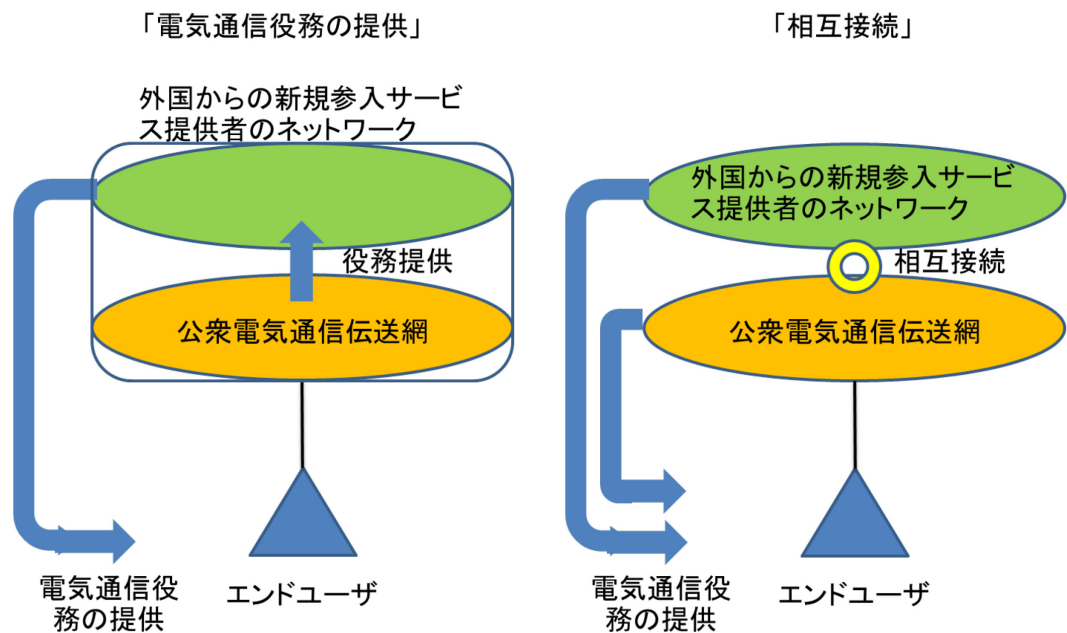 「電気通信役務の提供」
外国からの新規参入サービ
ス提供者のネットワーク
役務提供
公衆電気通信伝送網
電気通信役
務の提供
エンドユーザ
「相互接続」
外国からの新規参入サービ
ス提供者のネットワーク
相互接続
公衆電気通信伝送網
電気通信役
務の提供
エンドユーザ